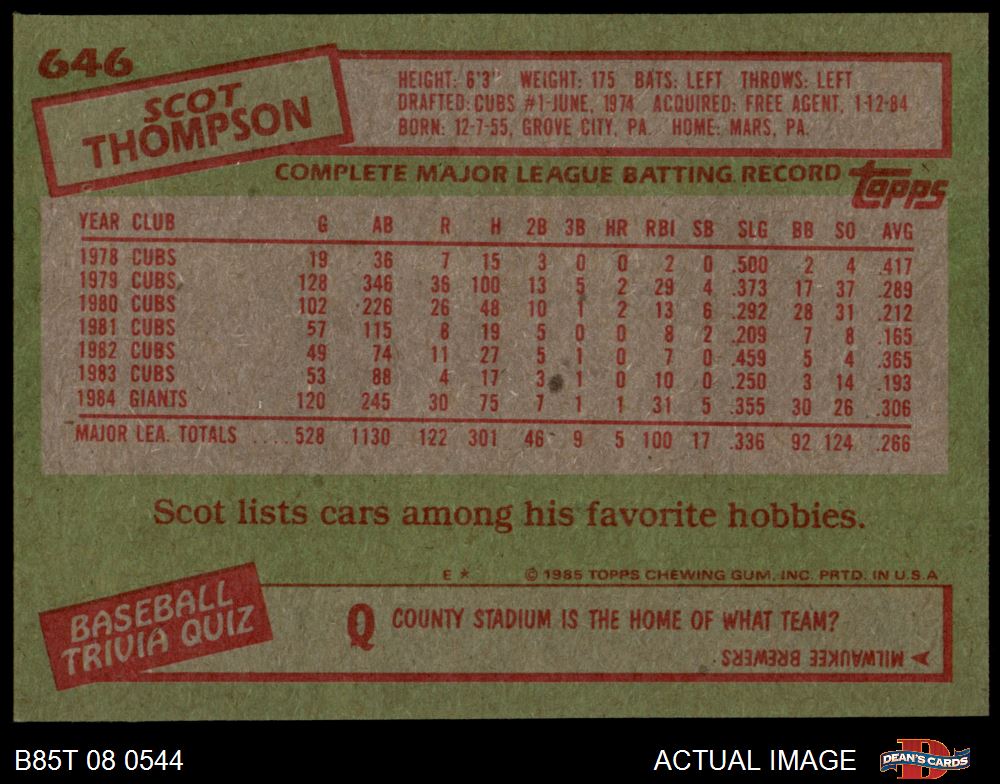 646
SCOT
THOMPSON
HEIGHT: 6'3" WEIGHT: 175 BATS: LEFT THROWS: LEFT
DRAFTED: CUBS #1-JUNE, 1974 ACQUIRED: FREE AGENT, 1-12-84
BORN: 12-7-55, GROVE CITY, PA. HOME: MARS, PA.
COMPLETE MAJOR LEAGUE BATTING RECORD topps
YEAR CLUB G AB R H 2B 3B HR RBI SB SLG BB SO AVG
1978 CUBS 19 36 7 15 3 0 0 2 0 .500 2 4 .417
1979 CUBS 128 346 36 100 13 5 2 29 4 .373 17 37 .289
1980 CUBS 102 226 26 48 10 1 2 13 6 .292 28 31 .212
1981 CUBS 57 115 8 19 5 0 0 8 2 .209 7 8 .165
1982 CUBS 49 74 11 27 5 1 0 7 0 .459 5 4 .365
1983 CUBS 53 88 4 17 3 1 0 10 0 .250 3 14 .193
1984 GIANTS 120 245 30 75 7 1 1 31 5 .355 30 26 .306
MAJOR LEA. TOTALS .... 528 1130 122 301 46 9 5 100 17 .336 92 124 .266
Scot lists cars among his favorite hobbies.
E * © 1985 TOPPS CHEWING GUM, INC. PRTD. IN U.S.A
BASEBALL
TRIVIA QUIZ
Q COUNTY STADIUM IS THE HOME OF WHAT TEAM?
MILWAUKEE BREWERS
B85T 08 0544 ACTUAL IMAGE
D
DEAN'S CARDS